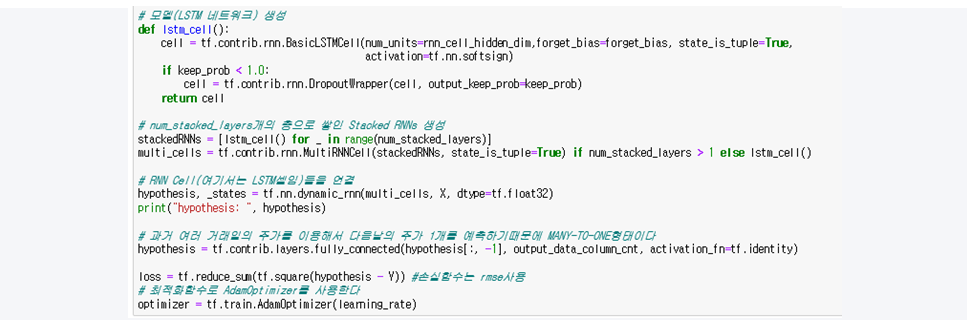 # 모델(LSTM 네트워크) 생성
def lstm_cell():
    cell = tf.contrib.rnn.BasicLSTMCell(num_units=rnn_cell_hidden_dim,forget_bias=forget_bias, state_is_tuple=True,
                                        activation=tf.nn.softsign)
    if keep_prob < 1.0:
        cell = tf.contrib.rnn.DropoutWrapper(cell, output_keep_prob=keep_prob)
    return cell
# num_stacked_layers개의 층으로 쌓인 Stacked RNNs 생성
stackedRNNs = [lstm_cell() for _ in range(num_stacked_layers)]
multi_cells = tf.contrib.rnn.MultiRNNCell(stackedRNNs, state_is_tuple=True) if num_stacked_layers > 1 else lstm_cell()
# RNN Cell(여기서는 LSTM셀임)들을 연결
hypothesis, _states = tf.nn.dynamic_rnn(multi_cells, X, dtype=tf.float32)
print("hypothesis: ", hypothesis)
# 과거 여러 거래일의 주가를 이용해서 다음날의 주가 1개를 예측하기때문에 MANY-TO-ONE형태이다
hypothesis = tf.contrib.layers.fully_connected(hypothesis[:, -1], output_data_column_cnt, activation_fn=tf.identity)
loss = tf.reduce_sum(tf.square(hypothesis - Y)) #손실함수는 rmse사용
# 최적화함수로 AdamOptimizer를 사용한다
optimizer = tf.train.AdamOptimizer(learning_rate)